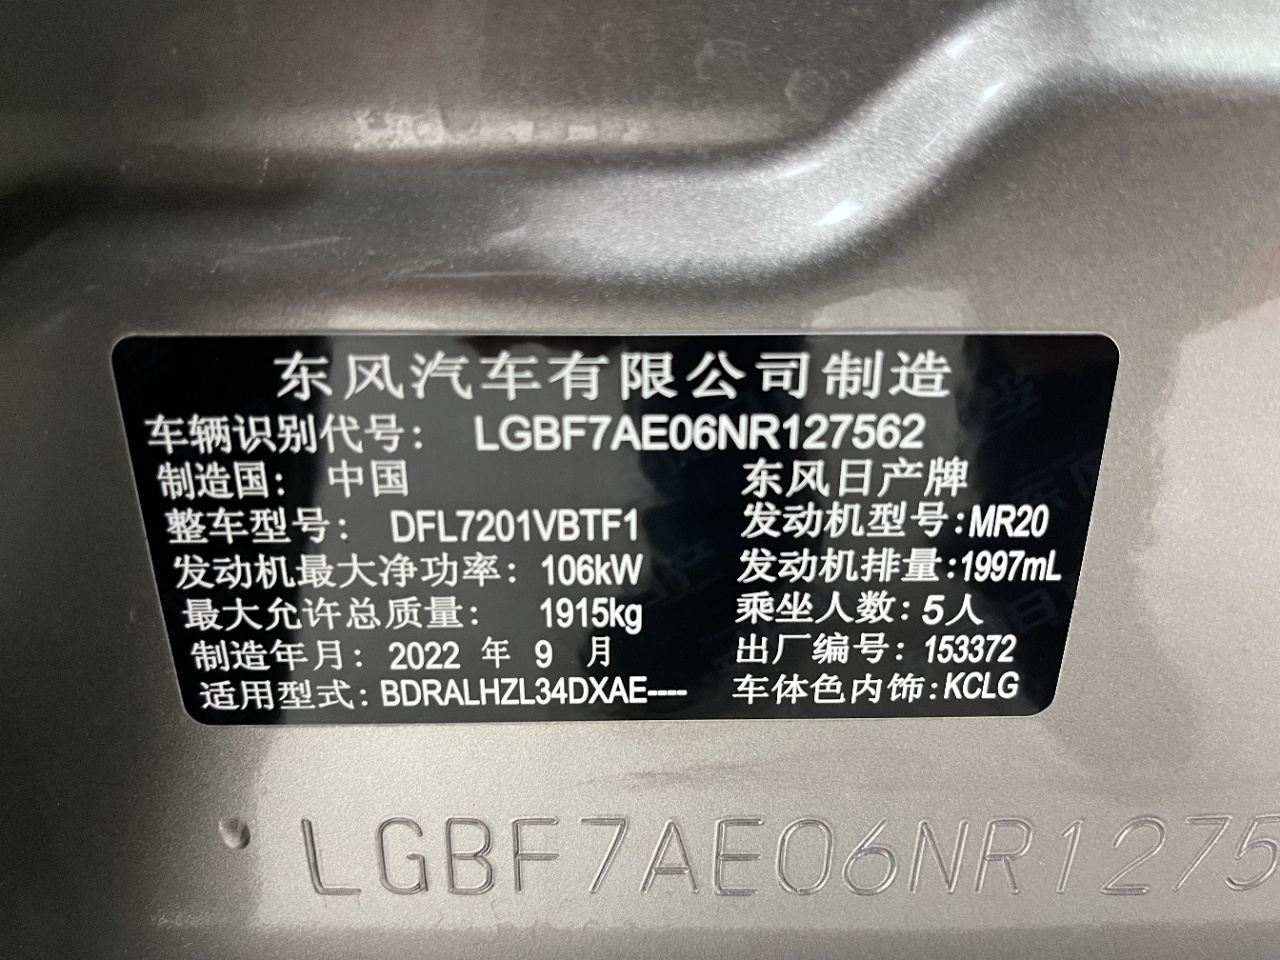 东风汽车有限公司制造
车辆识别代号： LGBF7AE06NR127562
制造国： 中国 东风日产牌
整车型号： DFL7201VBTF1 发动机型号:MR20
发动机最大净功率： 106kW 发动机排量:1997mL
最大允许总质量： 1915kg 乘坐人数: 5人
制造年月: 2022 年 9 月 出厂编号: 153372
适用型式: BDRALHZL34DXAE---- 车体色内饰:KCLG
LGBF7AE06NR1275